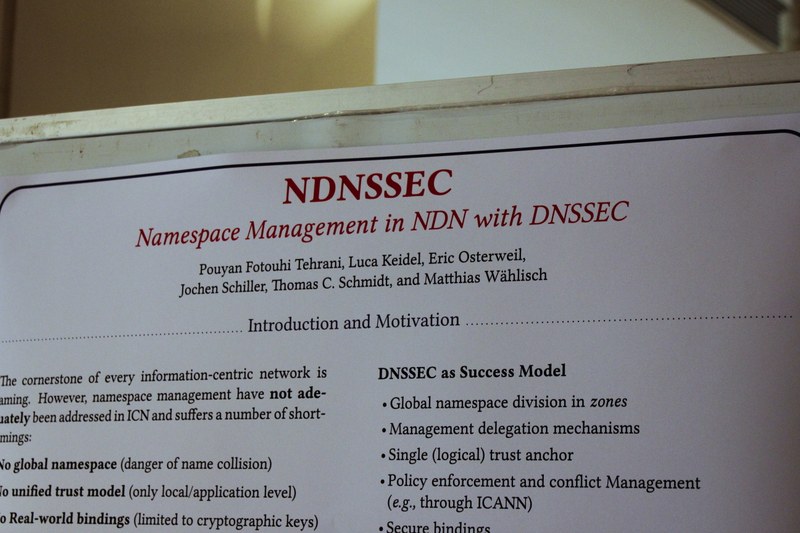 NDNSSEC
Namespace Management in NDN with DNSSEC
Pouyan Fotouhi Tehrani, Luca Keidel, Eric Osterweil,
Jochen Schiller, Thomas C. Schmidt, and Matthias Wählisch
Introduction and Motivation
The cornerstone of every information-centric network is
aming. However, namespace management have not ade-
uately been addressed in ICN and suffers a number of short-
mings:
No global namespace (danger of name collision)
No unified trust model (only local/application level)
o Real-world bindings (limited to cryptographic keys)
DNSSEC as Success Model
• Global namespace division in zones
• Management delegation mechanisms
• Single (logical) trust anchor
• Policy enforcement and conflict Management
(e.g., through ICANN)
• Secure bindings